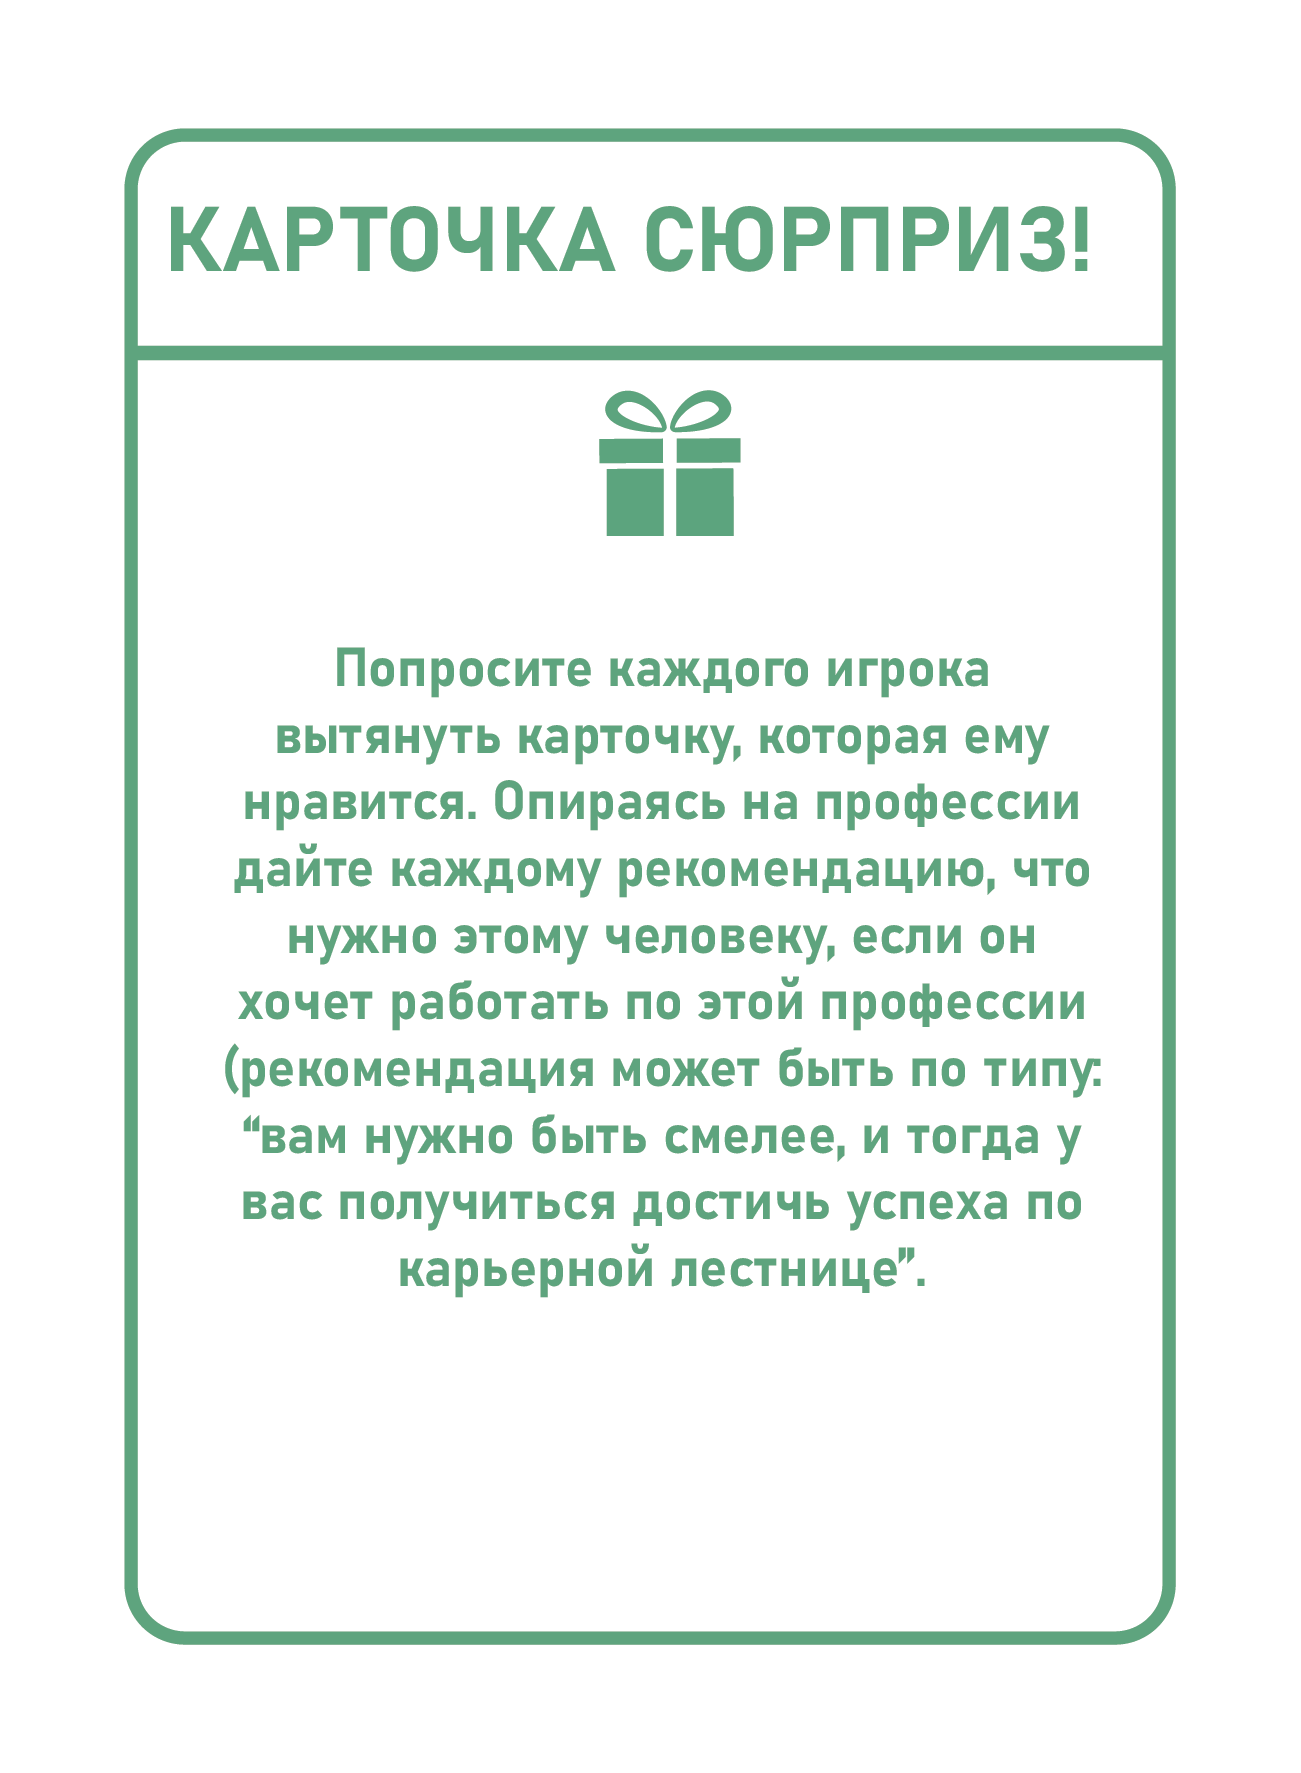 КАРТОЧКА СЮРПРИЗ!
Попросите каждого игрока
вытянуть карточку, которая ему
нравится. Опираясь на профессии
дайте каждому рекомендацию, что
нужно этому человеку, если он
хочет работать по этой профессии
(рекомендация может быть по типу:
“вам нужно быть смелее, и тогда у
вас получиться достичь успеха по
карьерной лестнице”.